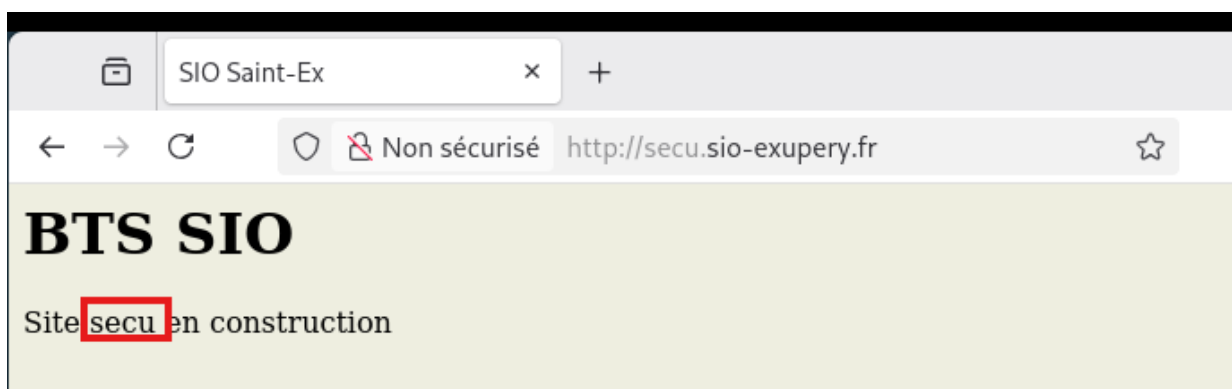 SIO Saint-Ex
Non sécurisé http://secu.sio-exupery.fr
BTS SIO
Site secu en construction